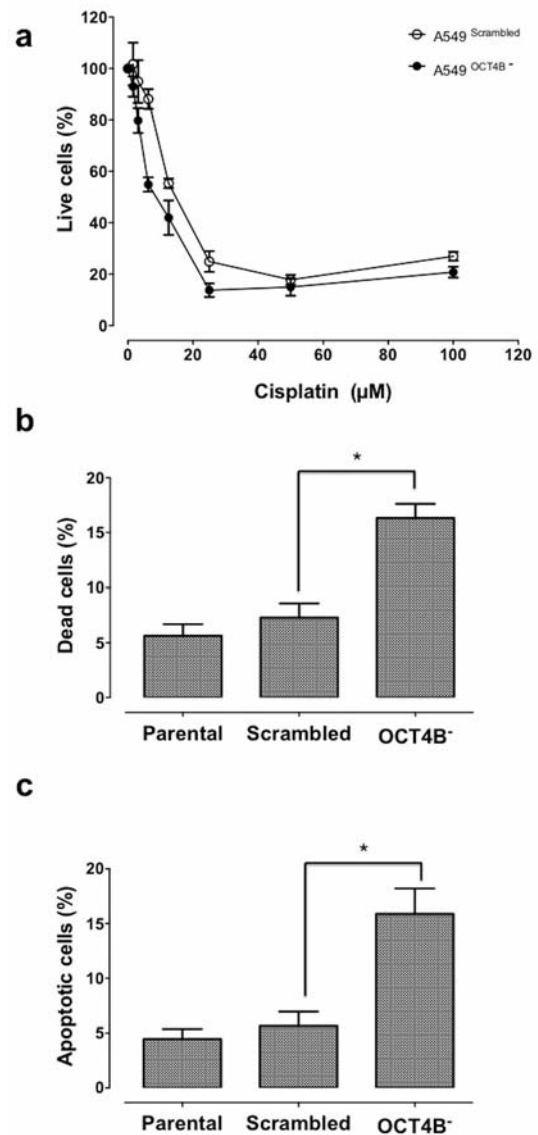 a
A549 Scrambled
A549 OCT4B -
Live cells (%)
120
100
80
60
40
20
0
0 20 40 60 80 100 120
Cisplatin (µM)
b
*
Dead cells (%)
20
15
10
5
0
Parental Scrambled OCT4B-
c
*
Apoptotic cells (%)
20
15
10
5
0
Parental Scrambled OCT4B-